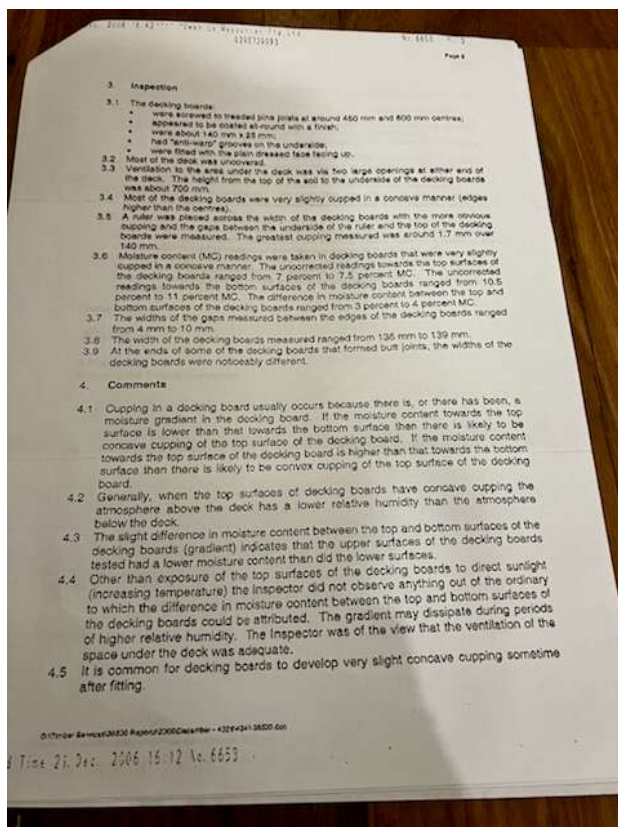 2006 15:42
0395729093
No. 6653
Page 2
3. Inspection
3.1 The decking boards:
• were screwed to treaded pine joists at around 450 mm and 600 mm centres;
• appeared to be coated all-round with a finish;
• were about 140 mm x 25 mm;
• had "anti-warp" grooves on the underside;
• were fitted with the plain dressed face facing up.
3.2 Most of the deck was uncovered.
3.3 Ventilation to the area under the deck was via two large openings at either end of
the deck. The height from the top of the soil to the underside of the decking boards
was about 700 mm.
3.4 Most of the decking boards were very slightly cupped in a concave manner (edges
higher than the centres).
3.5 A ruler was placed across the width of the decking boards with the more obvious
cupping and the gaps between the underside of the ruler and the top of the decking
boards were measured. The greatest cupping measured was around 1.7 mm over
140 mm.
3.6 Moisture content (MC) readings were taken in decking boards that were very slightly
cupped in a concave manner. The uncorrected readings towards the top surfaces of
the decking boards ranged from 7 percent to 7.5 percent MC. The uncorrected
readings towards the bottom surfaces of the decking boards ranged from 10.5
percent to 11 percent MC. The difference in moisture content between the top and
bottom surfaces of the decking boards ranged from 3 percent to 4 percent MC.
3.7 The widths of the gaps measured between the edges of the decking boards ranged
from 4 mm to 10 mm.
3.8 The width of the decking boards measured ranged from 135 mm to 139 mm.
3.9 At the ends of some of the decking boards that formed butt joints, the widths of the
decking boards were noticeably different.
4. Comments
4.1 Cupping in a decking board usually occurs because there is, or there has been, a
moisture gradient in the decking board. If the moisture content towards the top
surface is lower than that towards the bottom surface then there is likely to be
concave cupping of the top surface of the decking board. If the moisture content
towards the top surface of the decking board is higher than that towards the bottom
surface then there is likely to be convex cupping of the top surface of the decking
board.
4.2 Generally, when the top surfaces of decking boards have concave cupping the
atmosphere above the deck has a lower relative humidity than the atmosphere
below the deck.
4.3 The slight difference in moisture content between the top and bottom surfaces of the
decking boards (gradient) indicates that the upper surfaces of the decking boards
tested had a lower moisture content than did the lower surfaces.
4.4 Other than exposure of the top surfaces of the decking boards to direct sunlight
(increasing temperature) the Inspector did not observe anything out of the ordinary
to which the difference in moisture content between the top and bottom surfaces of
the decking boards could be attributed. The gradient may dissipate during periods
of higher relative humidity. The Inspector was of the view that the ventilation of the
space under the deck was adequate.
4.5 It is common for decking boards to develop very slight concave cupping sometime
after fitting.
d Time 21. Dec. 2006 16:12 No. 6653